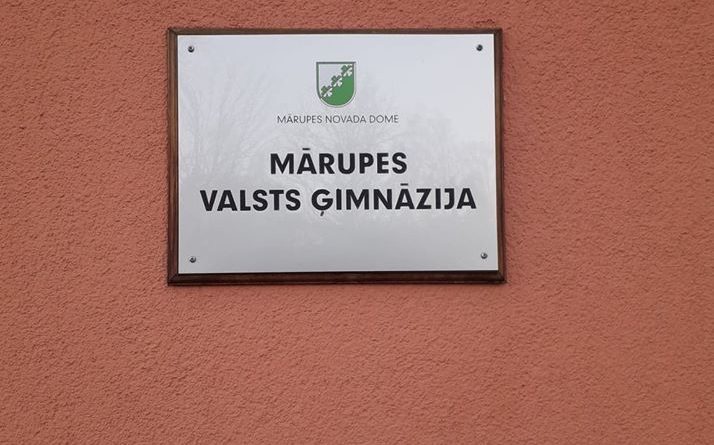 MĀRUPES NOVADA DOME
MĀRUPES
VALSTS ĢIMNĀZIJA